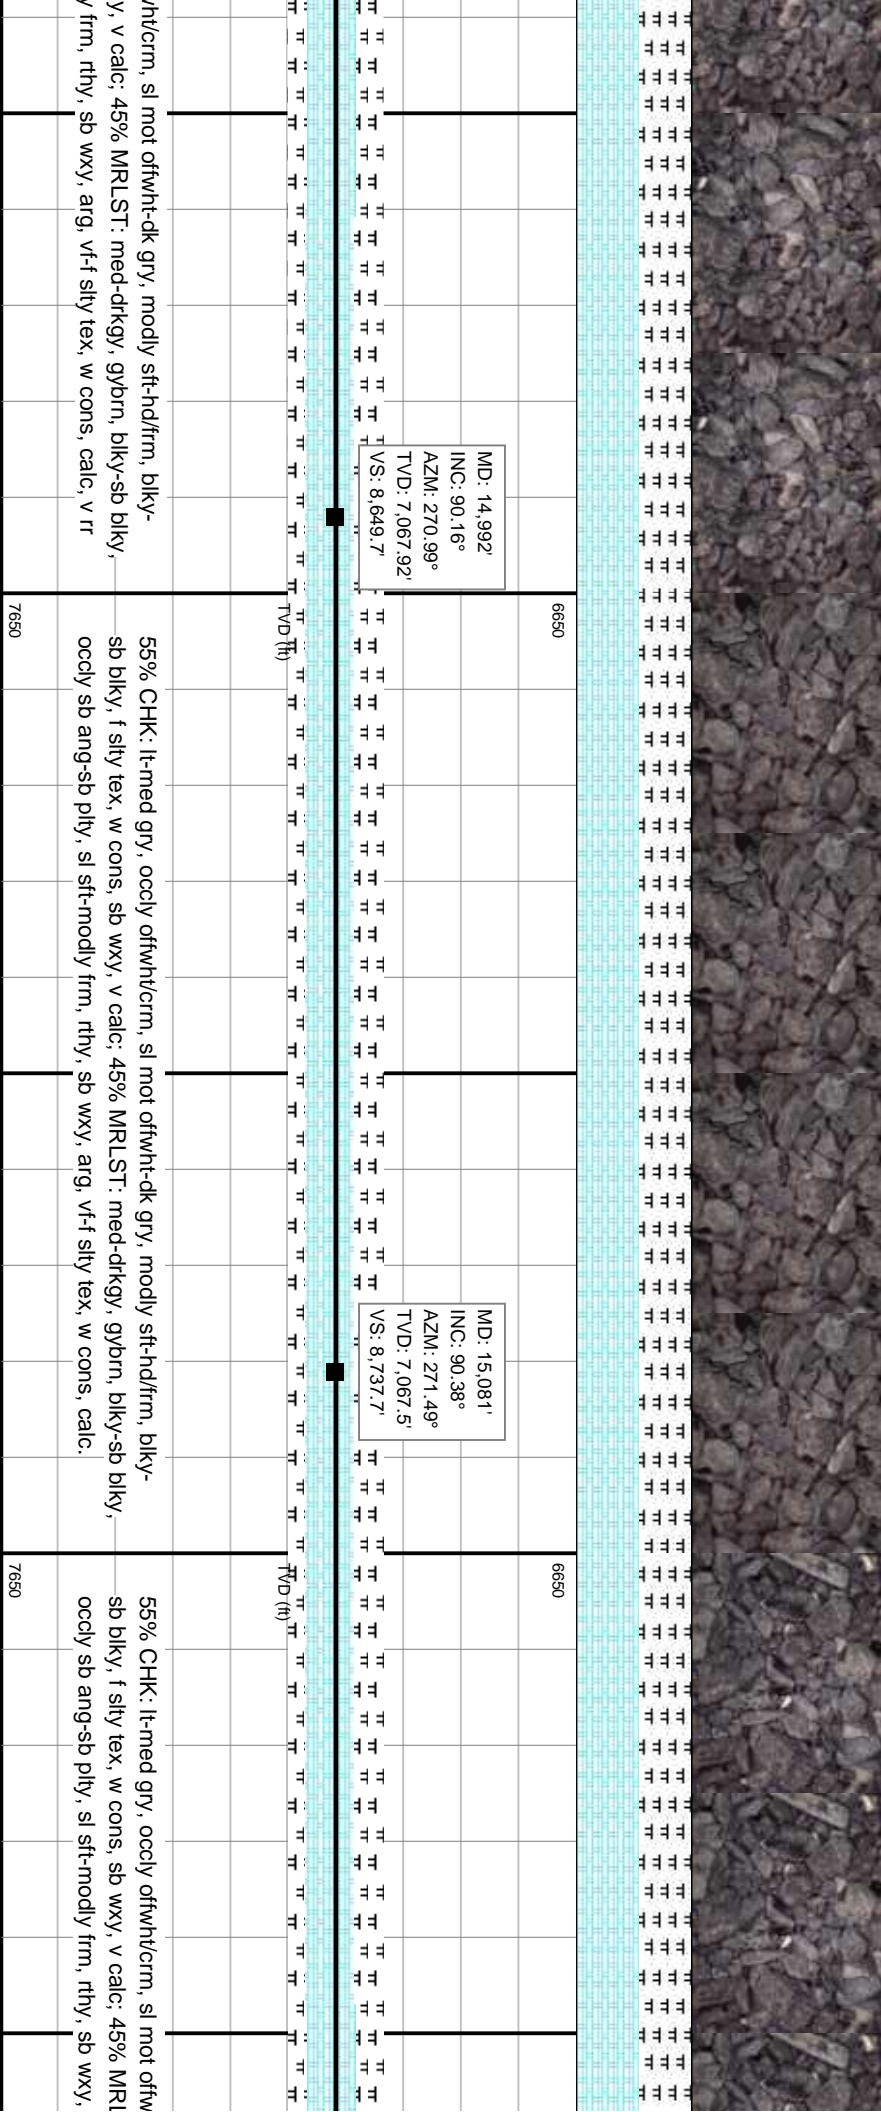 wht/crm, sl mot offwht-dk gry, modly sft-hd/frm, blky-
y, v calc; 45% MRLST: med-drkgy, gybrn, blky-sb blky,
y frm, rthy, sb wxy, arg, vf-f slty tex, w cons, calc, v rr
MD: 14,992'
INC: 90.16°
AZM: 270.99°
TVD: 7,067.92'
VS: 8,649.7'
6650
TVD (ft)
7650
55% CHK: lt-med gry, occly offwht/crm, sl mot offwht-dk gry, modly sft-hd/frm, blky-
sb blky, f slty tex, w cons, sb wxy, v calc; 45% MRLST: med-drkgy, gybrn, blky-sb blky,
occly sb ang-sb plty, sl sft-modly frm, rthy, sb wxy, arg, vf-f slty tex, w cons, calc.
MD: 15,081'
INC: 90.38°
AZM: 271.49°
TVD: 7,067.5'
VS: 8,737.7'
6650
TVD (ft)
7650
55% CHK: lt-med gry, occly offwht/crm, sl mot offw
sb blky, f slty tex, w cons, sb wxy, v calc; 45% MRL
occly sb ang-sb plty, sl sft-modly frm, rthy, sb wxy,